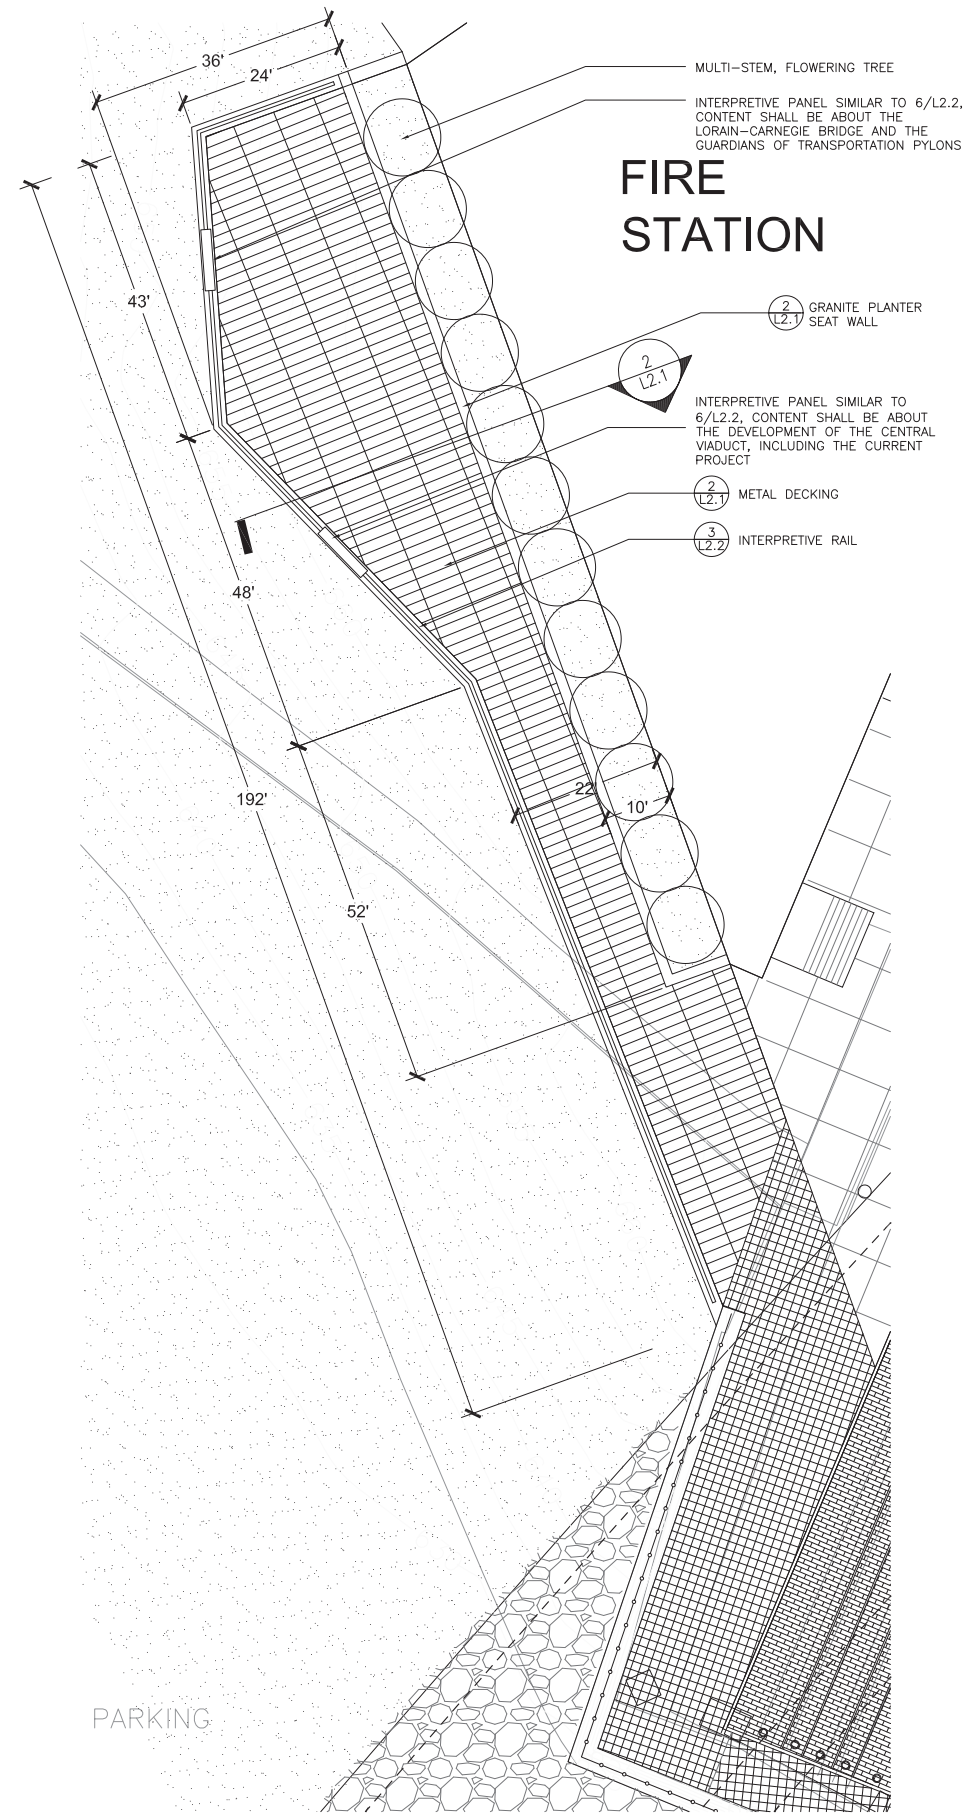 36'
24'
MULTI-STEM, FLOWERING TREE
INTERPRETIVE PANEL SIMILAR TO 6/L2.2,
CONTENT SHALL BE ABOUT THE
LORAIN-CARNEGIE BRIDGE AND THE
GUARDIANS OF TRANSPORTATION PYLONS
FIRE
STATION
43'
2
L2.1
GRANITE PLANTER
SEAT WALL
2
L2.1
INTERPRETIVE PANEL SIMILAR TO
6/L2.2, CONTENT SHALL BE ABOUT
THE DEVELOPMENT OF THE CENTRAL
VIADUCT, INCLUDING THE CURRENT
PROJECT
2
L2.1
METAL DECKING
3
L2.2
INTERPRETIVE RAIL
48'
192'
22'
10'
52'
PARKING